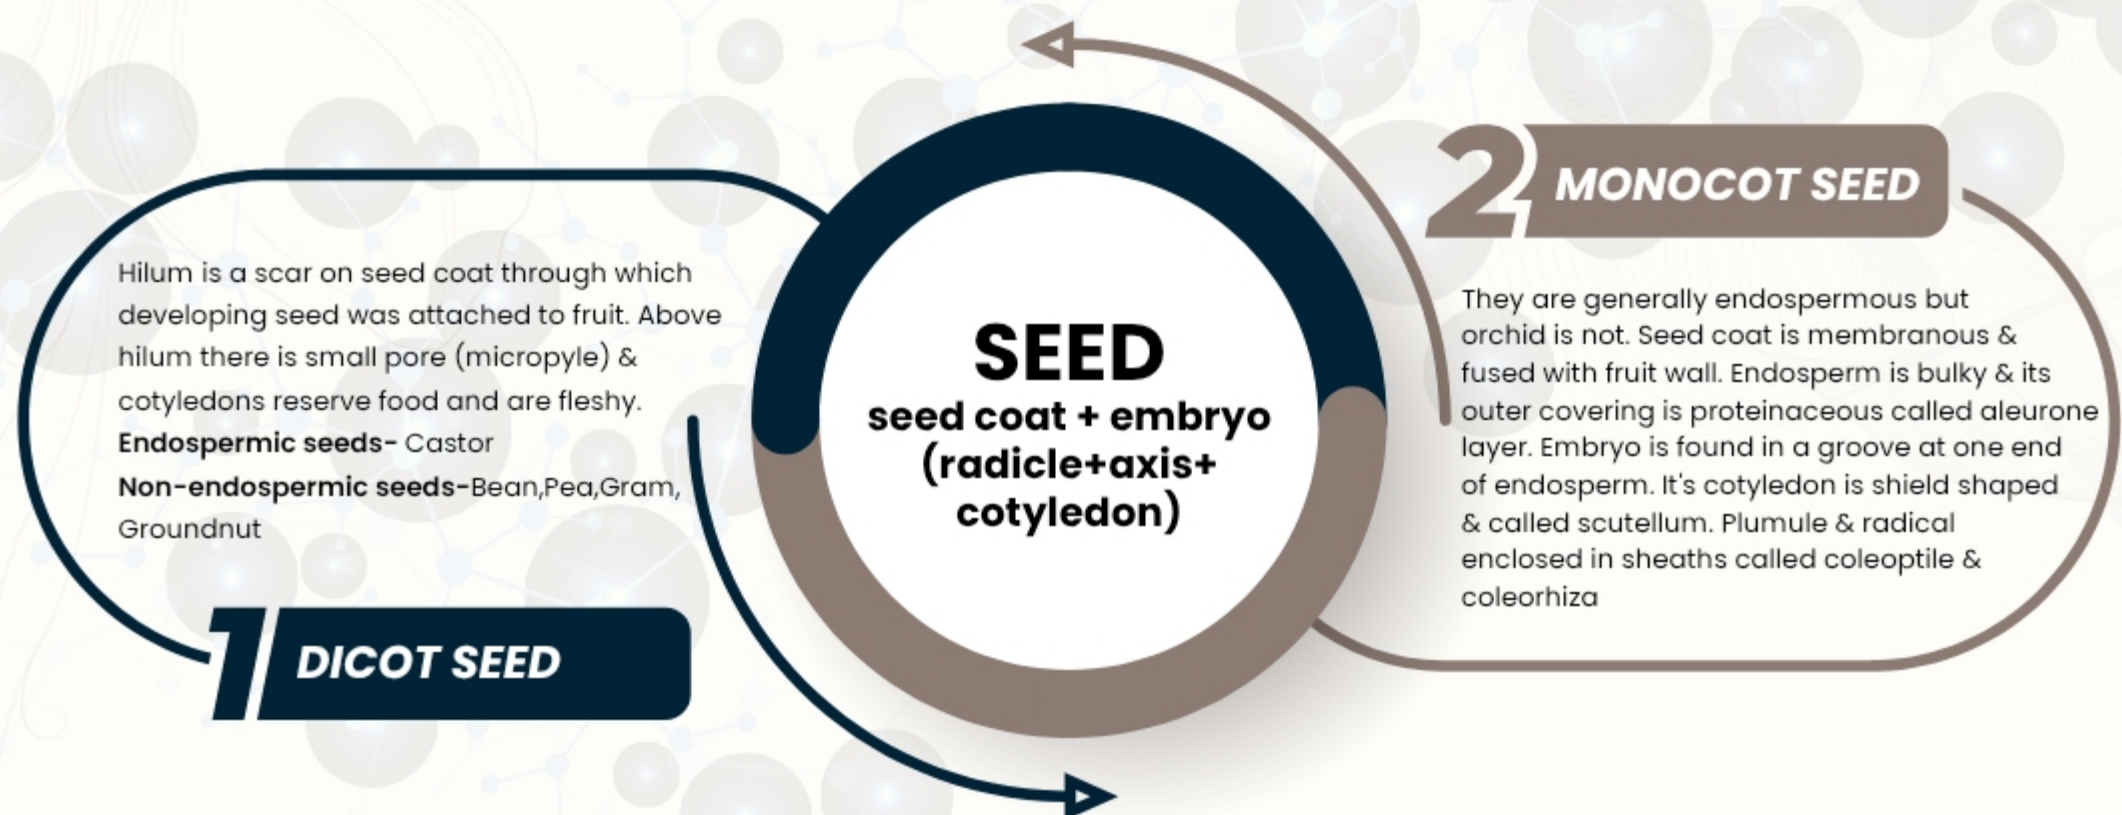 Hilum is a scar on seed coat through which
developing seed was attached to fruit. Above
hilum there is small pore (micropyle) &
cotyledons reserve food and are fleshy.
Endospermic seeds- Castor
Non-endospermic seeds-Bean,Pea,Gram,
Groundnut
1 DICOT SEED
SEED
seed coat + embryo
(radicle+axis+
cotyledon)
2 MONOCOT SEED
They are generally endospermous but
orchid is not. Seed coat is membranous &
fused with fruit wall. Endosperm is bulky & its
outer covering is proteinaceous called aleurone
layer. Embryo is found in a groove at one end
of endosperm. It's cotyledon is shield shaped
& called scutellum. Plumule & radical
enclosed in sheaths called coleoptile &
coleorhiza